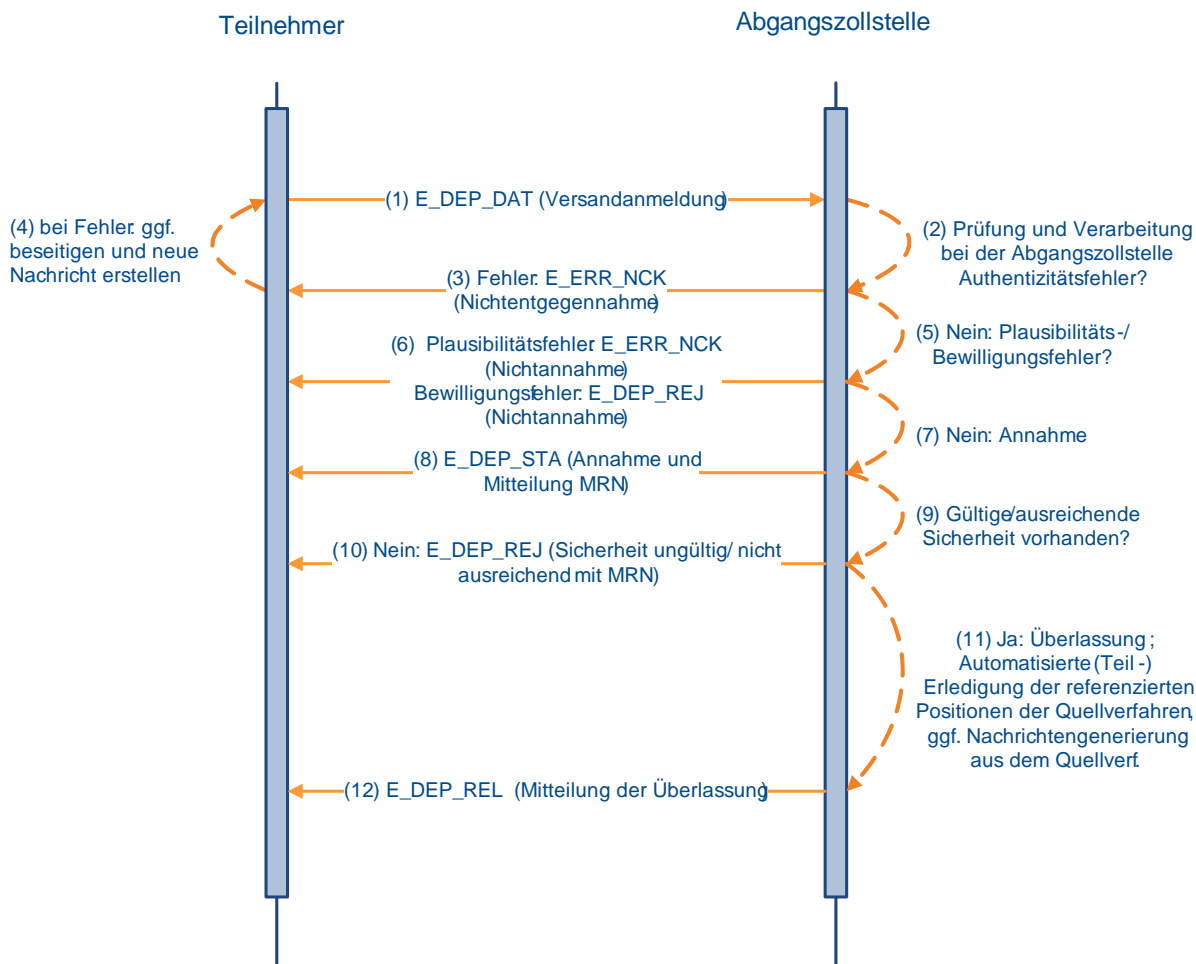 Teilnehmer
Abgangszollstelle
(1) E_DEP_DAT (Versandanmeldung)
(2) Prüfung und Verarbeitung
bei der Abgangszollstelle
Authentizitätsfehler?
(4) bei Fehler: ggf.
beseitigen und neue
Nachricht erstellen
(3) Fehler: E_ERR_NCK
(Nichtentgegennahme)
(5) Nein: Plausibilitäts-/
Bewilligungsfehler?
(6) Plausibilitätsfehler: E_ERR_NCK
(Nichtannahme)
Bewilligungsfehler: E_DEP_REJ
(Nichtannahme)
(7) Nein: Annahme
(8) E_DEP_STA (Annahme und
Mitteilung MRN)
(9) Gültige/ausreichende
Sicherheit vorhanden?
(10) Nein: E_DEP_REJ (Sicherheit ungültig/ nicht
ausreichend mit MRN)
(11) Ja: Überlassung ;
Automatisierte (Teil -)
Erledigung der referenzierten
Positionen der Quellverfahren,
ggf. Nachrichtengenerierung
aus dem Quellverf.
(12) E_DEP_REL (Mitteilung der Überlassung)